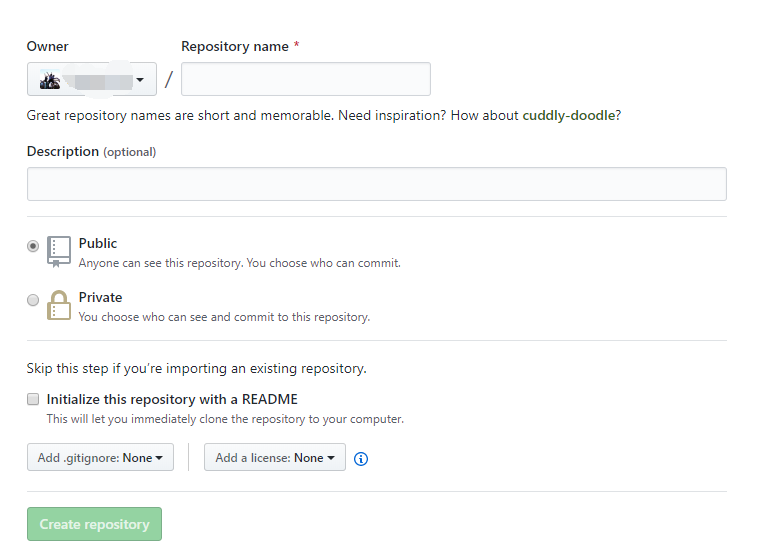 Owner
Repository name *
/
Great repository names are short and memorable. Need inspiration? How about cuddly-doodle?
Description (optional)
Public
Anyone can see this repository. You choose who can commit.
Private
You choose who can see and commit to this repository.
Skip this step if you’re importing an existing repository.
Initialize this repository with a README
This will let you immediately clone the repository to your computer.
Add .gitignore: None
Add a license: None
Create repository